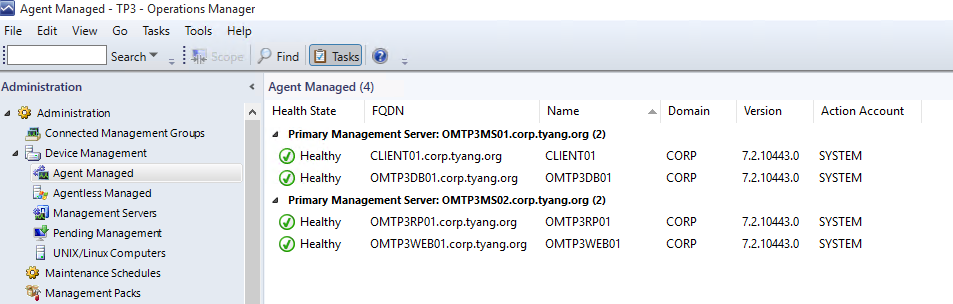 Agent Managed - TP3 - Operations Manager
File Edit View Go Tasks Tools Help
Search Scope Find Tasks
Administration
Administration
Connected Management Groups
Device Management
Agent Managed
Agentless Managed
Management Servers
Pending Management
UNIX/Linux Computers
Maintenance Schedules
Management Packs
Agent Managed (4)
Health State FQDN Name Domain Version Action Account
Primary Management Server: OMTP3MS01.corp.tyang.org (2)
Healthy CLIENT01.corp.tyang.org CLIENT01 CORP 7.2.10443.0 SYSTEM
Healthy OMTP3DB01.corp.tyang.org OMTP3DB01 CORP 7.2.10443.0 SYSTEM
Primary Management Server: OMTP3MS02.corp.tyang.org (2)
Healthy OMTP3RP01.corp.tyang.org OMTP3RP01 CORP 7.2.10443.0 SYSTEM
Healthy OMTP3WEB01.corp.tyang.org OMTP3WEB01 CORP 7.2.10443.0 SYSTEM